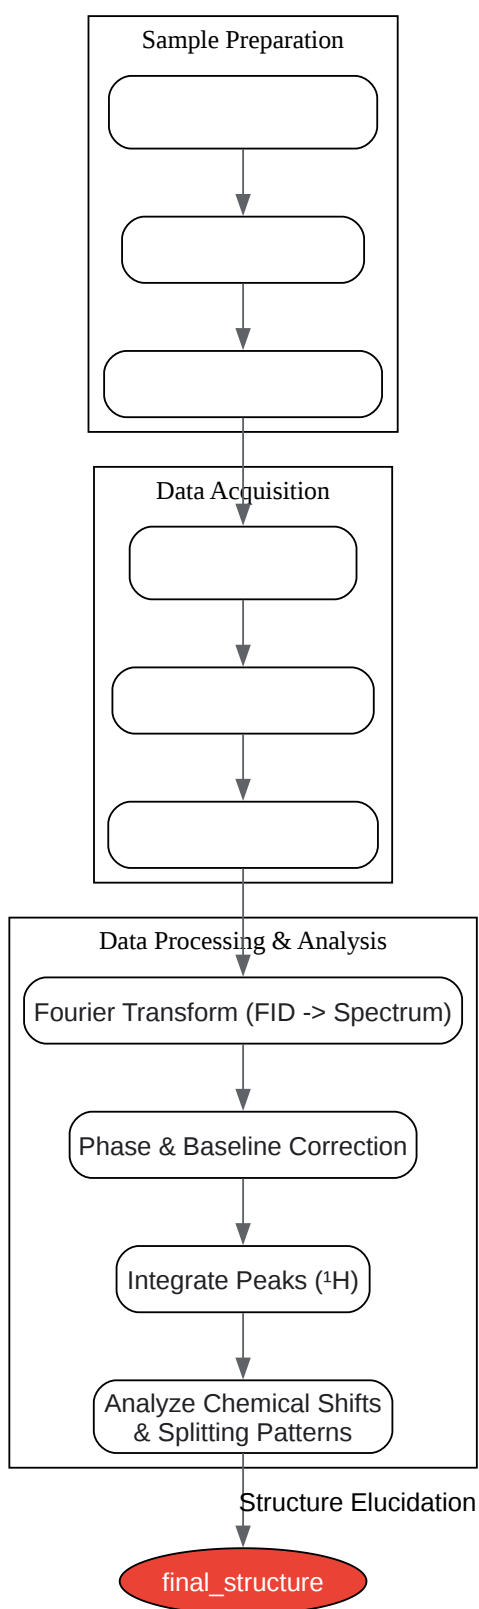 Sample Preparation
Data Acquisition
Data Processing & Analysis
Fourier Transform (FID -> Spectrum)
Phase & Baseline Correction
Integrate Peaks (¹H)
Analyze Chemical Shifts
& Splitting Patterns
Structure Elucidation
final_structure